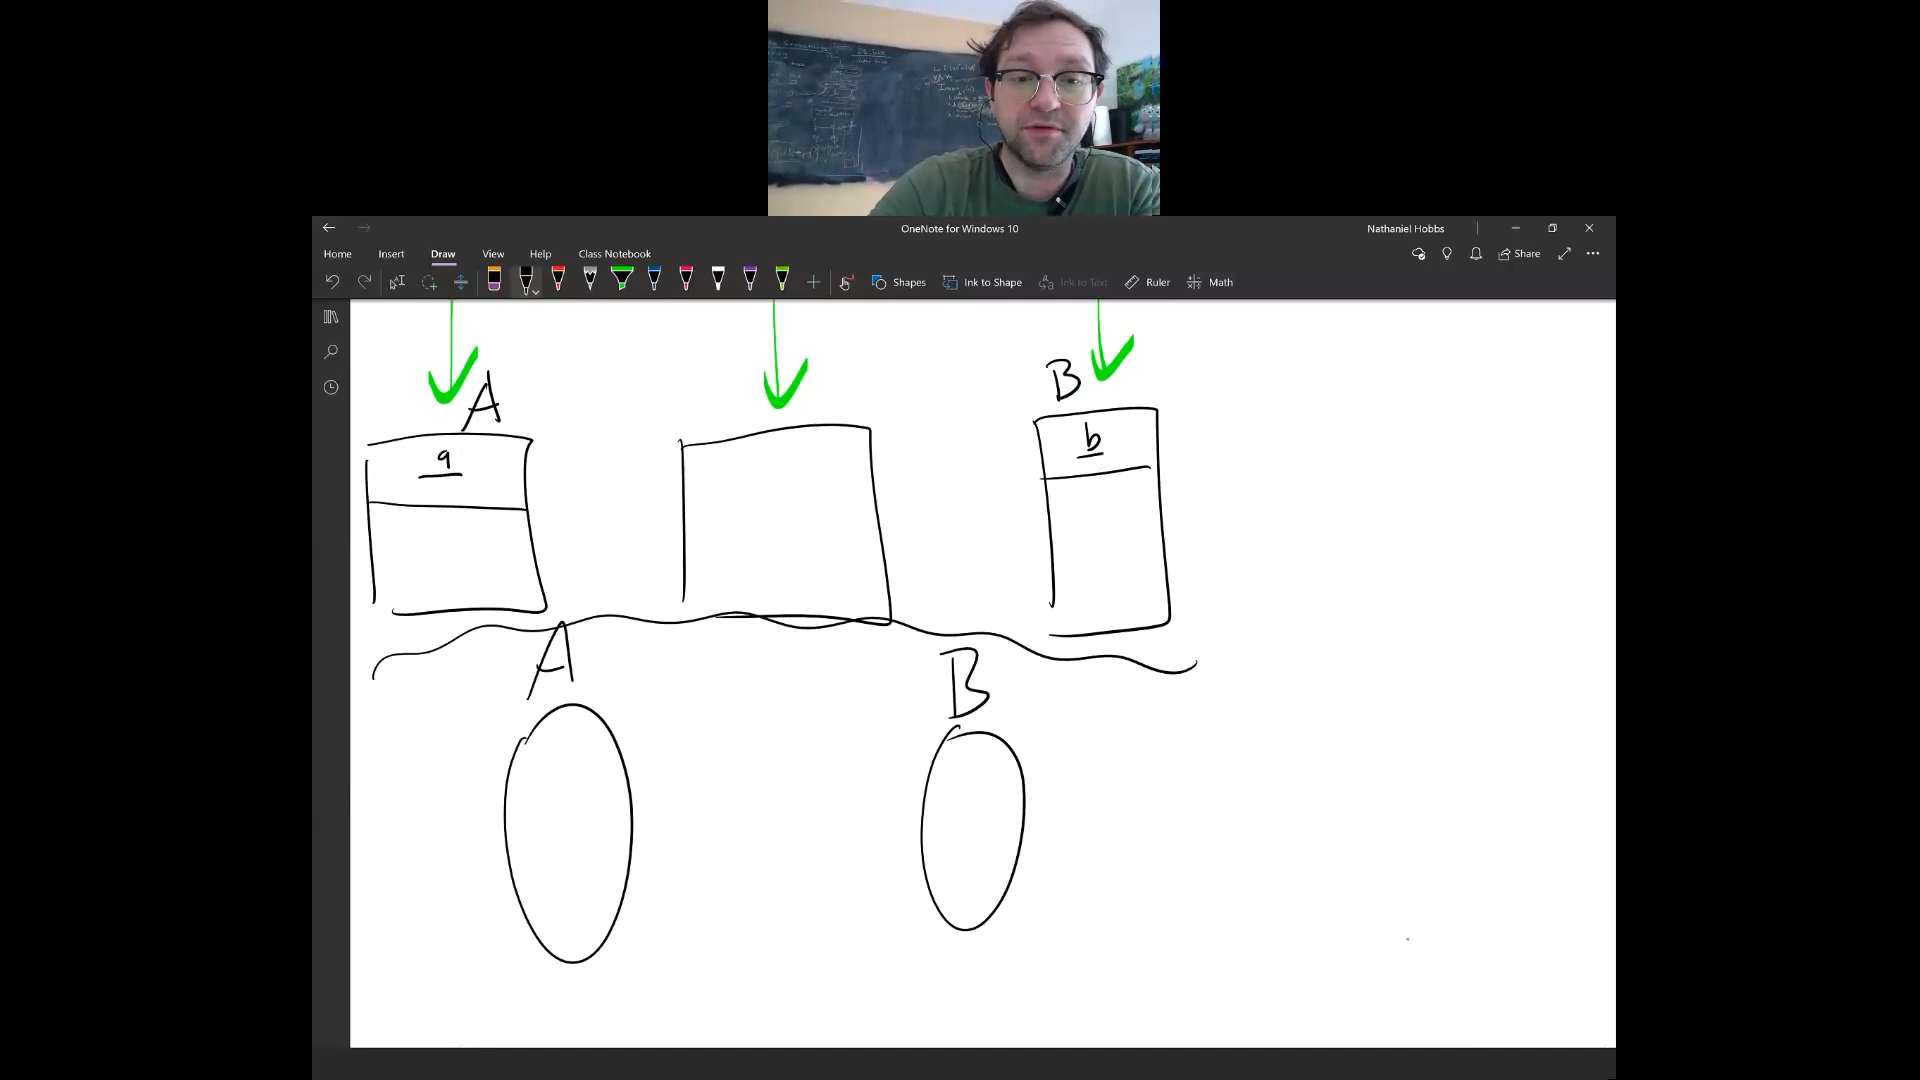 OneNote for Windows 10
Nathaniel Hobbs
Home Insert Draw View Help Class Notebook
Share
Shapes Ink to Shape Ink to Text Ruler Math
A
B
a
b
A
B